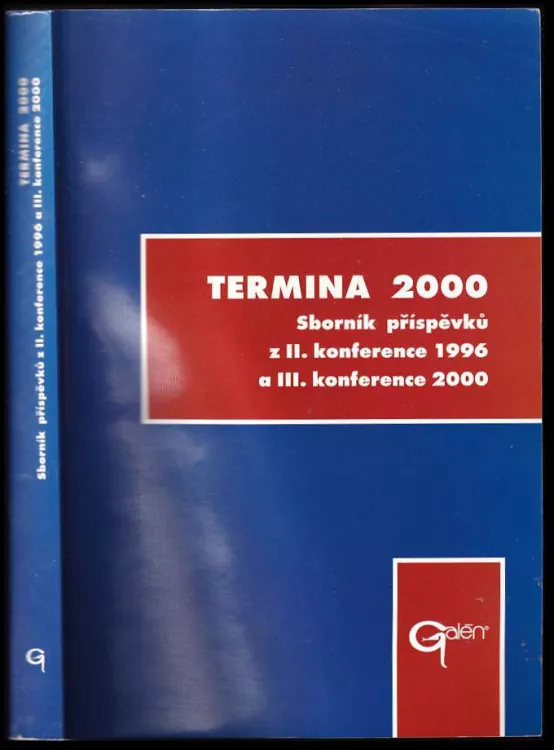 TERMINA 2000
Sborník příspěvků z II. konference 1996 a III. konference 2000
TERMINA 2000
Sborník příspěvků
z II. konference 1996
a III. konference 2000
Galén®
G